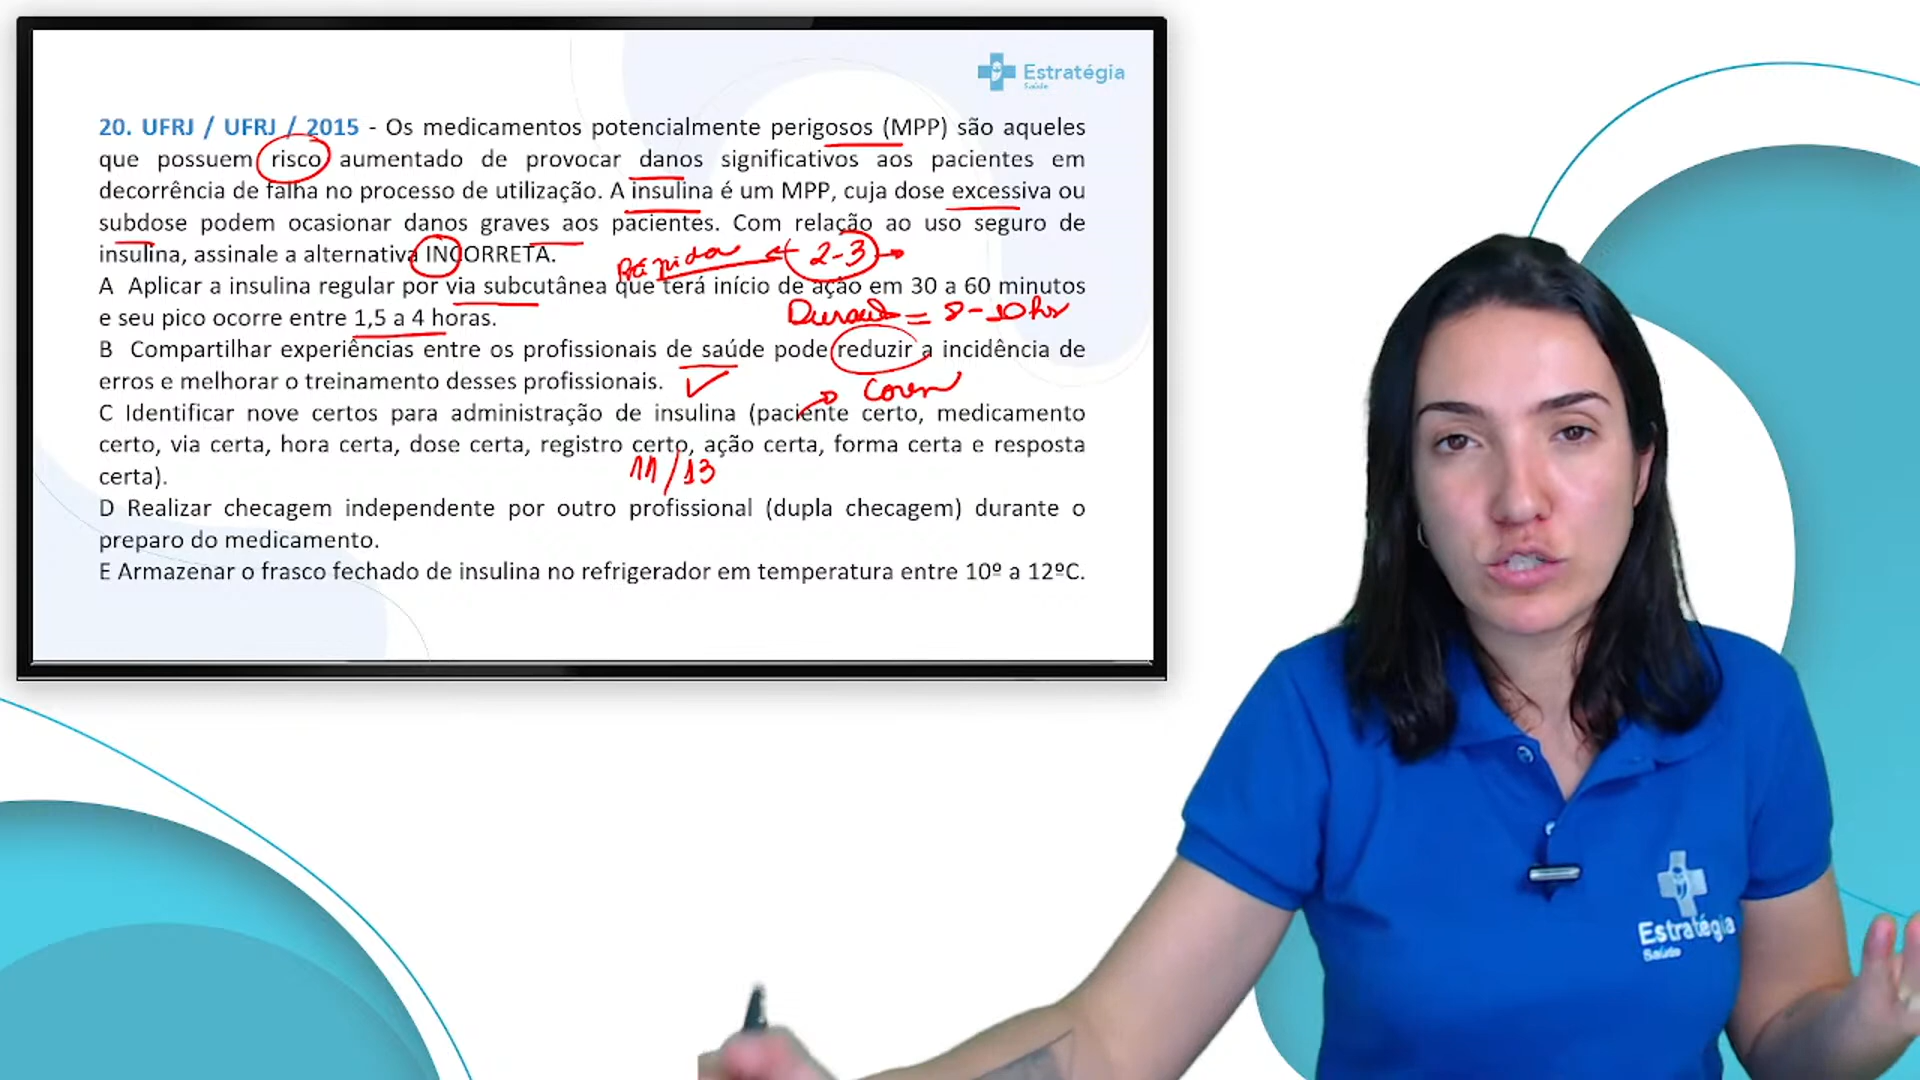 Estratégia
Saúde
20. UFRJ / UFRJ / 2015 - Os medicamentos potencialmente perigosos (MPP) são aqueles
que possuem risco aumentado de provocar danos significativos aos pacientes em
decorrência de falha no processo de utilização. A insulina é um MPP, cuja dose excessiva ou
subdose podem ocasionar danos graves aos pacientes. Com relação ao uso seguro de
insulina, assinale a alternativa INCORRETA.
Rápida 2-3
A Aplicar a insulina regular por via subcutânea que terá início de ação em 30 a 60 minutos
Duração = 8-10hr
e seu pico ocorre entre 1,5 a 4 horas.
B Compartilhar experiências entre os profissionais de saúde pode reduzir a incidência de
erros e melhorar o treinamento desses profissionais.
Coren
C Identificar nove certos para administração de insulina (paciente certo, medicamento
certo, via certa, hora certa, dose certa, registro certo, ação certa, forma certa e resposta
certa).
11/13
D Realizar checagem independente por outro profissional (dupla checagem) durante o
preparo do medicamento.
E Armazenar o frasco fechado de insulina no refrigerador em temperatura entre 10º a 12ºC.
Estratégia
Saúde